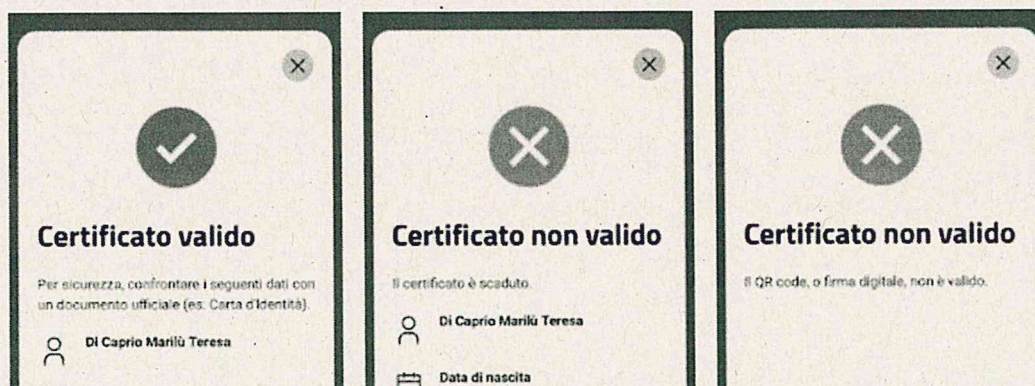 Certificato valido
Per sicurezza, confrontare i seguenti dati con
un documento ufficiale (es. Carta d'Identità).
Di Caprio Marilù Teresa
Certificato non valido
Il certificato è scaduto.
Di Caprio Marilù Teresa
Data di nascita
Certificato non valido
Il QR code, o firma digitale, non è valido.